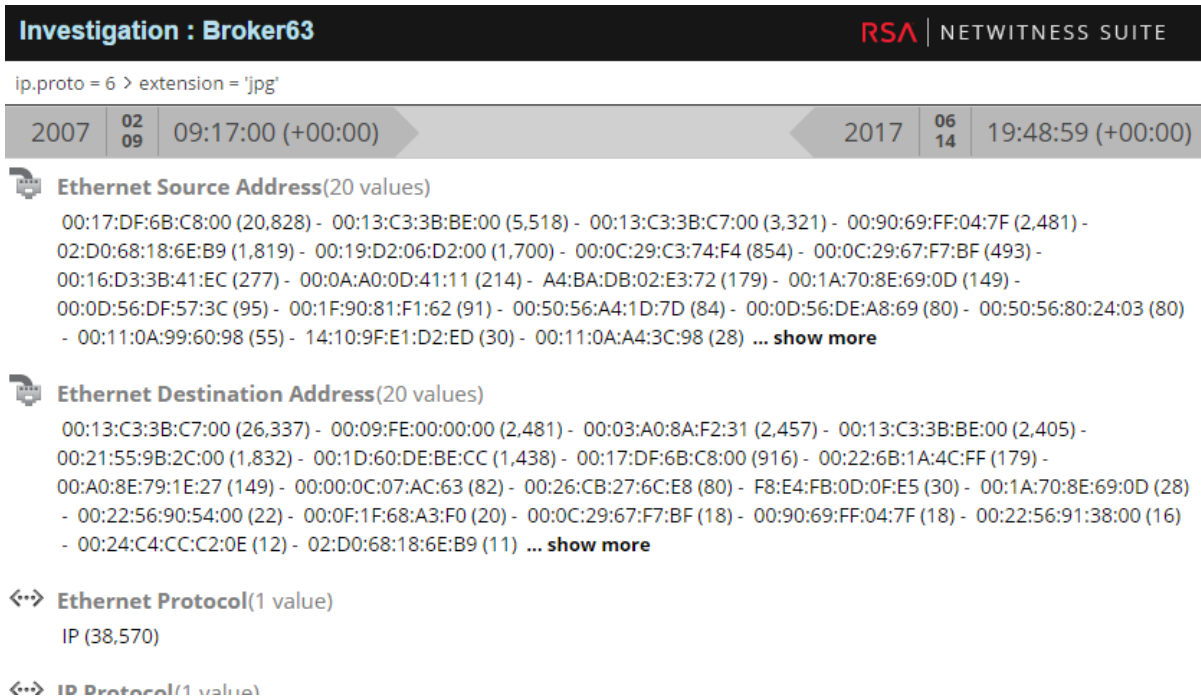 Investigation : Broker63
RSA | NETWITNESS SUITE
ip.proto = 6 > extension = 'jpg'
2007 02 09 09:17:00 (+00:00) 2017 06 14 19:48:59 (+00:00)
Ethernet Source Address(20 values)
00:17:DF:6B:C8:00 (20,828) - 00:13:C3:3B:BE:00 (5,518) - 00:13:C3:3B:C7:00 (3,321) - 00:90:69:FF:04:7F (2,481) -
02:D0:68:18:6E:B9 (1,819) - 00:19:D2:06:D2:00 (1,700) - 00:0C:29:C3:74:F4 (854) - 00:0C:29:67:F7:BF (493) -
00:16:D3:3B:41:EC (277) - 00:0A:A0:0D:41:11 (214) - A4:BA:DB:02:E3:72 (179) - 00:1A:70:8E:69:0D (149) -
00:0D:56:DF:57:3C (95) - 00:1F:90:81:F1:62 (91) - 00:50:56:A4:1D:7D (84) - 00:0D:56:DE:A8:69 (80) - 00:50:56:80:24:03 (80)
- 00:11:0A:99:60:98 (55) - 14:10:9F:E1:D2:ED (30) - 00:11:0A:A4:3C:98 (28) ... show more
Ethernet Destination Address(20 values)
00:13:C3:3B:C7:00 (26,337) - 00:09:FE:00:00:00 (2,481) - 00:03:A0:8A:F2:31 (2,457) - 00:13:C3:3B:BE:00 (2,405) -
00:21:55:9B:2C:00 (1,832) - 00:1D:60:DE:BE:CC (1,438) - 00:17:DF:6B:C8:00 (916) - 00:22:6B:1A:4C:FF (179) -
00:A0:8E:79:1E:27 (149) - 00:00:0C:07:AC:63 (82) - 00:26:CB:27:6C:E8 (80) - F8:E4:FB:0D:0F:E5 (30) - 00:1A:70:8E:69:0D (28)
- 00:22:56:90:54:00 (22) - 00:0F:1F:68:A3:F0 (20) - 00:0C:29:67:F7:BF (18) - 00:90:69:FF:04:7F (18) - 00:22:56:91:38:00 (16)
- 00:24:C4:CC:C2:0E (12) - 02:D0:68:18:6E:B9 (11) ... show more
Ethernet Protocol(1 value)
IP (38,570)
IP Protocol(1 value)